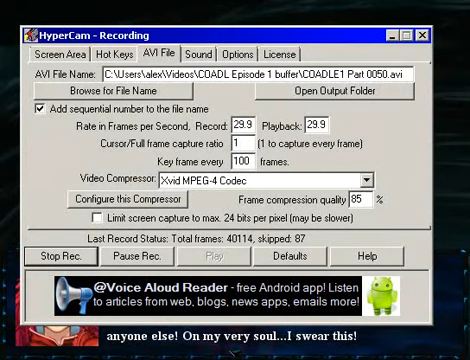 HyperCam - Recording
Screen Area Hot Keys AVI File Sound Options License
AVI File Name: C:\Users\alex\Videos\COADL Episode 1 buffer\COADLE1 Part 0050.avi
Browse for File Name Open Output Folder
Add sequential number to the file name
Rate in Frames per Second, Record: 29.9 Playback: 29.9
Cursor/Full frame capture ratio 1 (1 to capture every frame)
Key frame every 100 frames.
Video Compressor: Xvid MPEG-4 Codec
Configure this Compressor Frame compression quality 85 %
Limit screen capture to max. 24 bits per pixel (may be slower)
Last Record Status: Total frames: 40114, skipped: 87
Stop Rec. Pause Rec. Play Defaults Help
@Voice Aloud Reader - free Android app! Listen
to articles from web, blogs, news apps, emails more!
anyone else! On my very soul...I swear this!